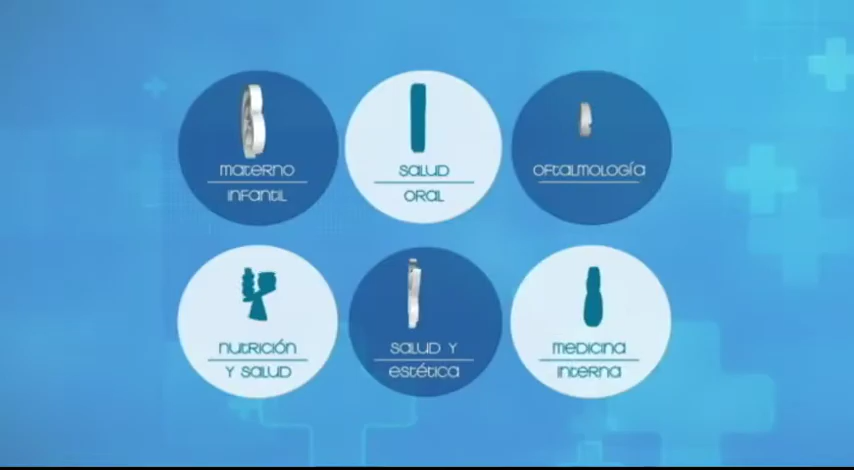 materno
infantil
salud
oral
oftalmología
nutrición
y salud
salud y
estética
medicina
interna